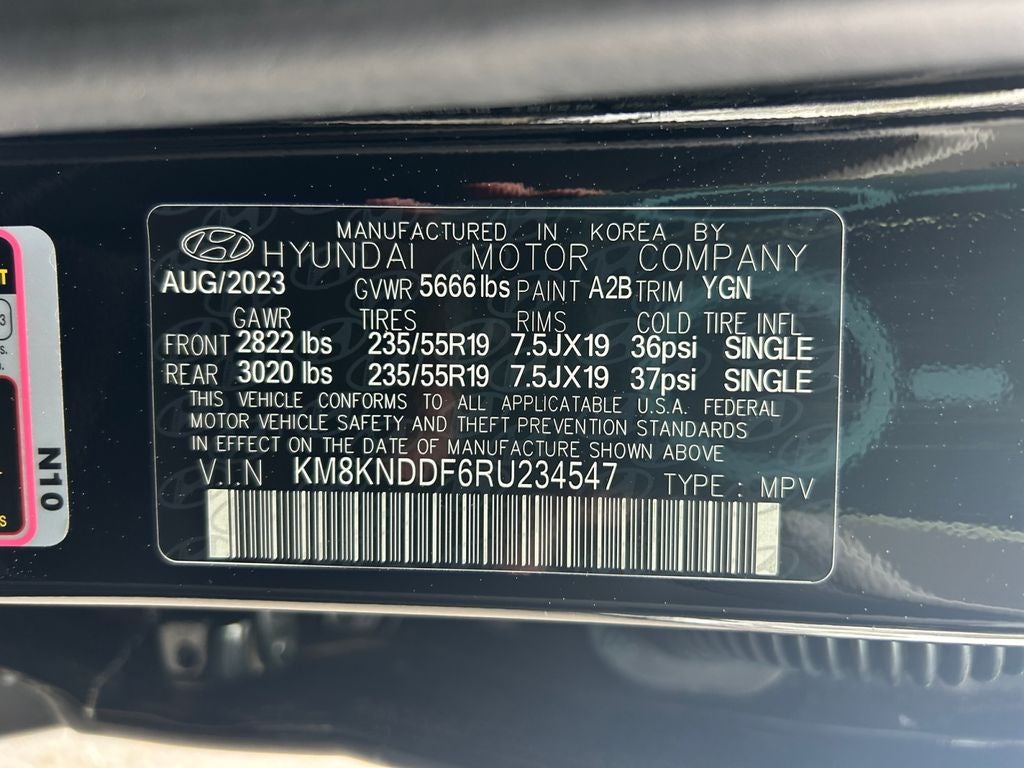 MANUFACTURED IN KOREA BY
HYUNDAI MOTOR COMPANY
AUG/2023 GVWR 5666lbs PAINT A2B TRIM YGN
GAWR TIRES RIMS COLD TIRE INFL
FRONT 2822 lbs 235/55R19 7.5JX19 36psi SINGLE
REAR 3020 lbs 235/55R19 7.5JX19 37psi SINGLE
THIS VEHICLE CONFORMS TO ALL APPLICATABLE U.S.A. FEDERAL
MOTOR VEHICLE SAFETY AND THEFT PREVENTION STANDARDS
IN EFFECT ON THE DATE OF MANUFACTURE SHOWN ABOVE
V.I.N KM8KNDDF6RU234547 TYPE : MPV
N10